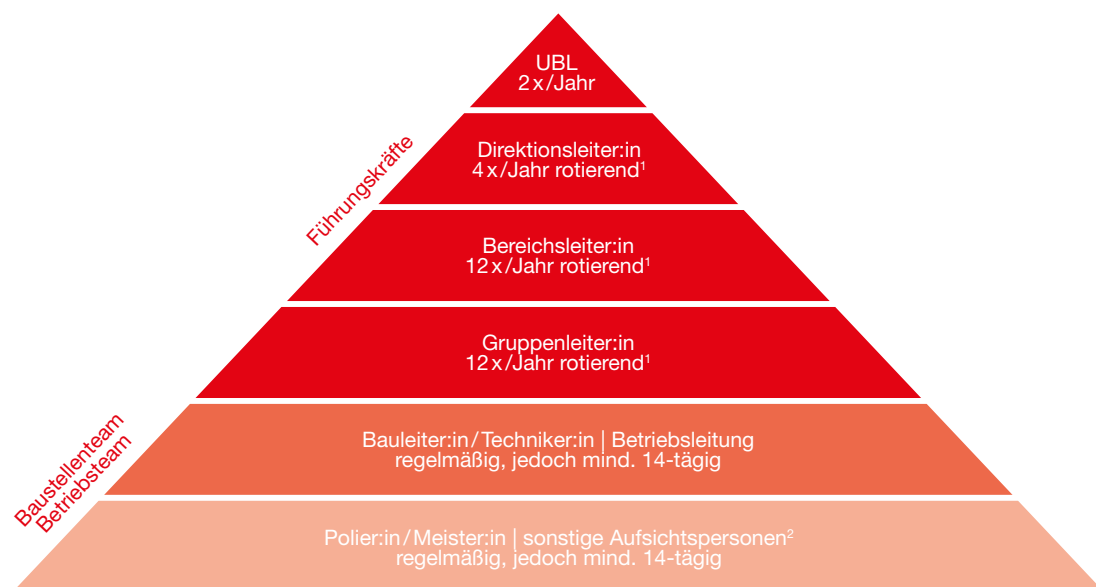 UBL
2 x/Jahr
Führungskräfte
Direktionsleiter:in
4 x/Jahr rotierend¹
Bereichsleiter:in
12 x/Jahr rotierend¹
Gruppenleiter:in
12 x/Jahr rotierend¹
Baustellenteam
Betriebsteam
Bauleiter:in/Techniker:in | Betriebsleitung
regelmäßig, jedoch mind. 14-tägig
Polier:in/Meister:in | sonstige Aufsichtspersonen²
regelmäßig, jedoch mind. 14-tägig